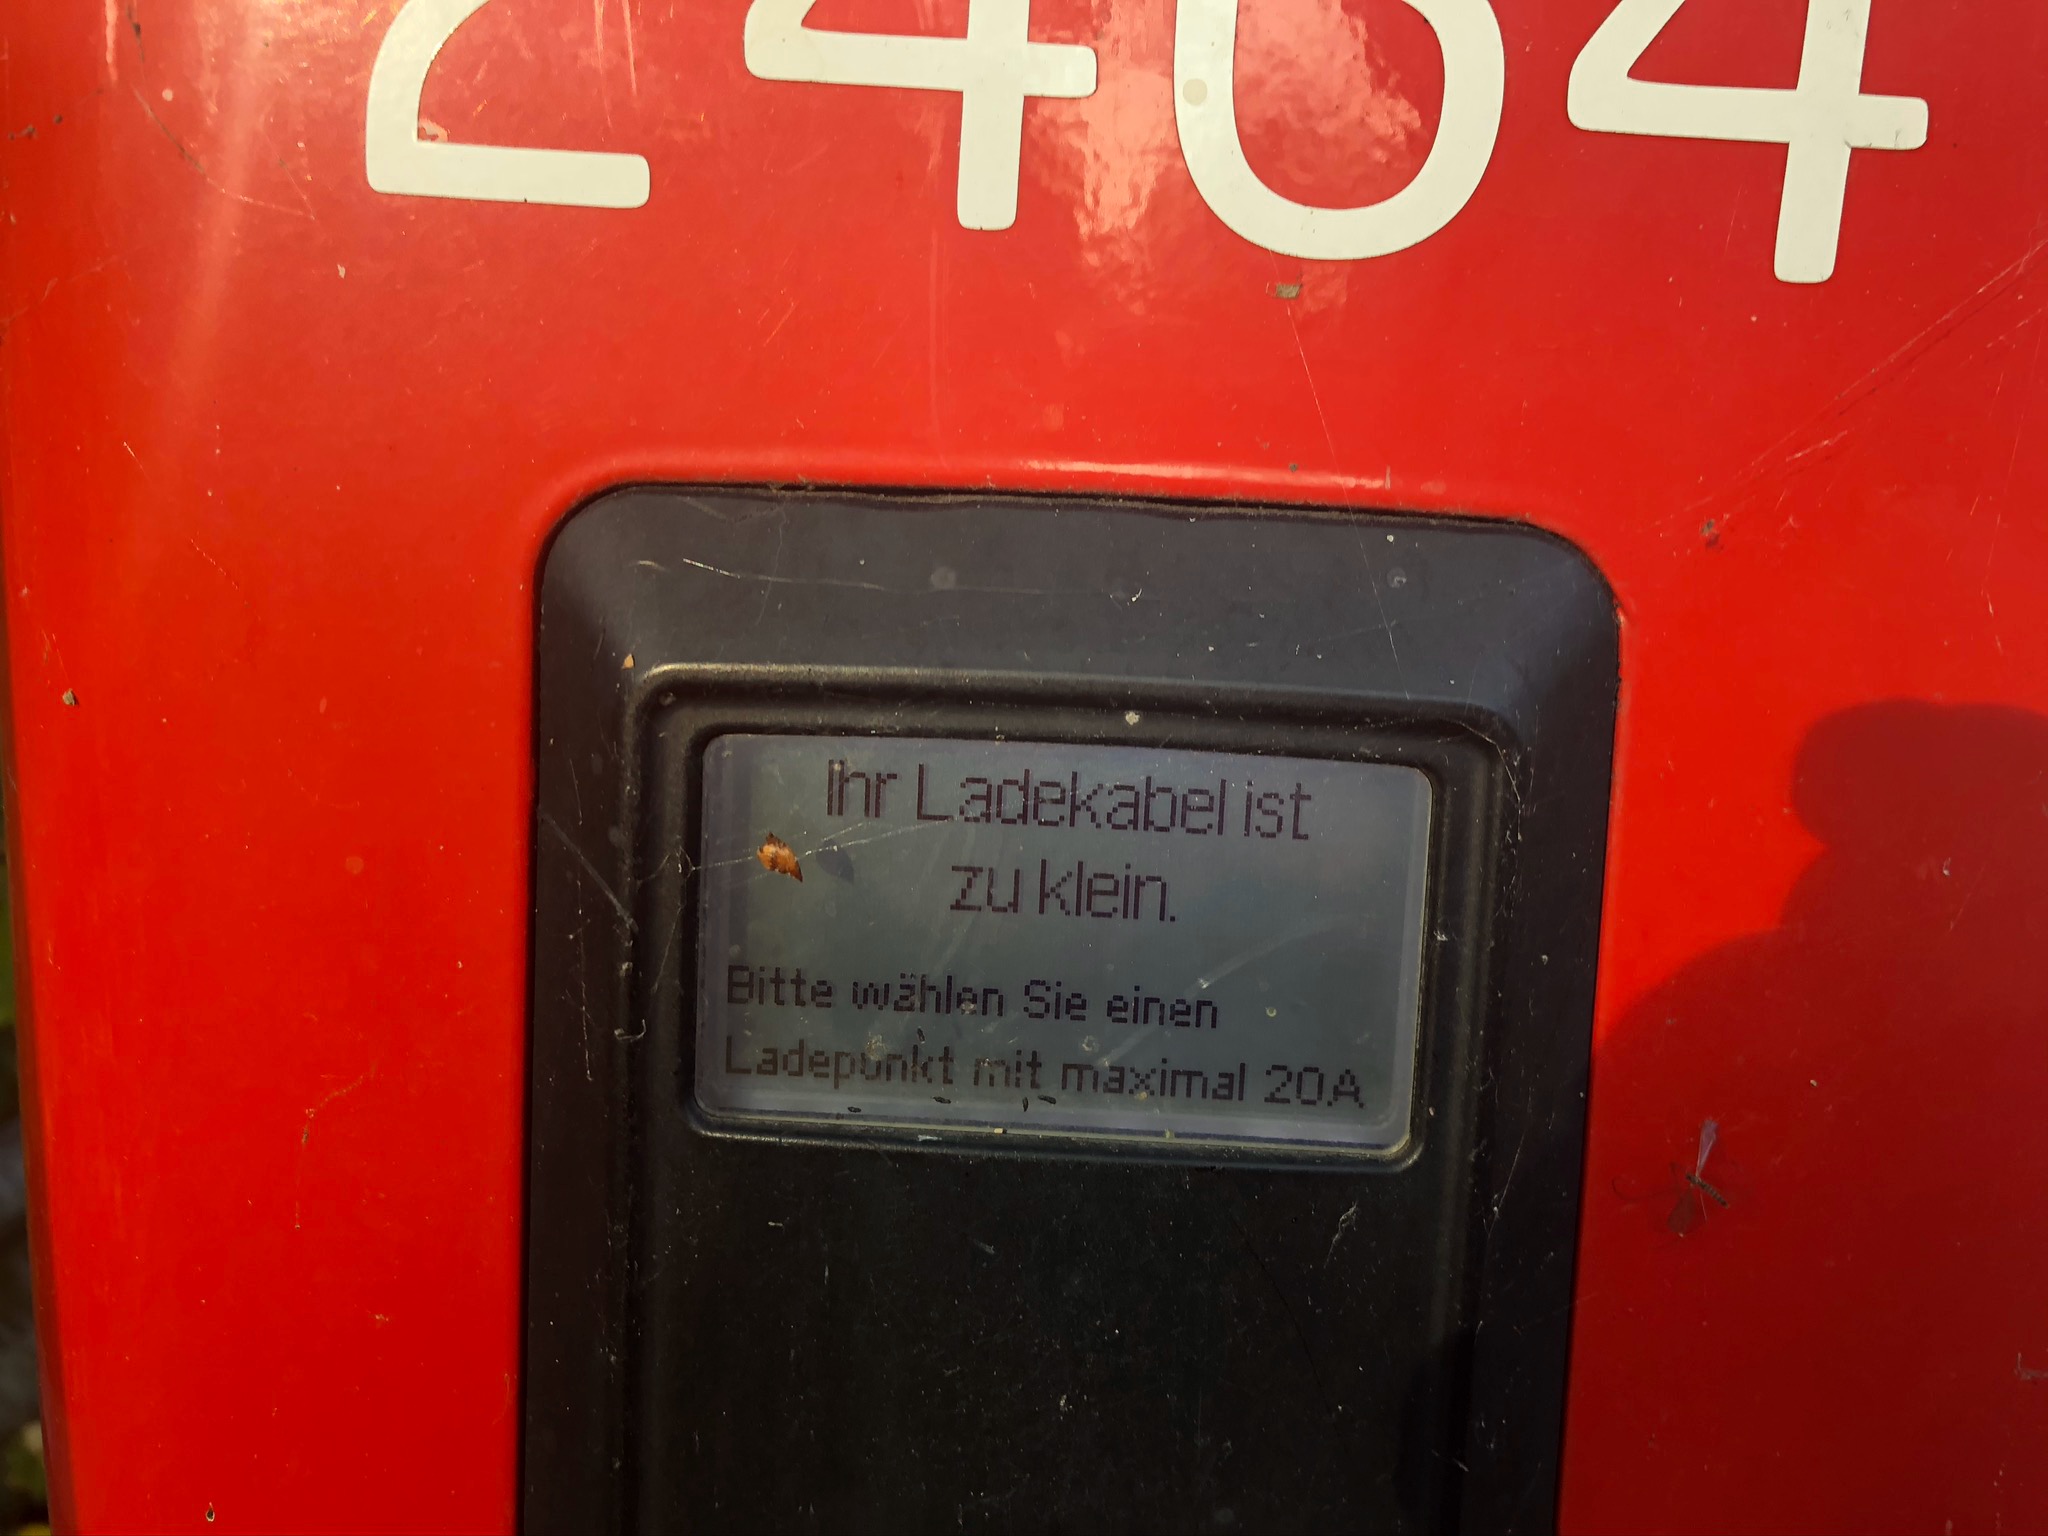 2404
Ihr Ladekabel ist
zu klein.
Bitte wählen Sie einen
Ladepunkt mit maximal 20A